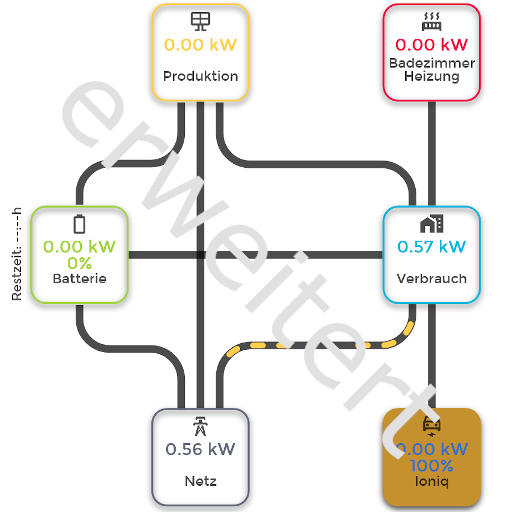 0.00 kW
Produktion
0.00 kW
Badezimmer
Heizung
Restzeit: --:--h
0.00 kW
0%
Batterie
0.57 kW
Verbrauch
erweitert
0.56 kW
Netz
0.00 kW
100%
Ioniq